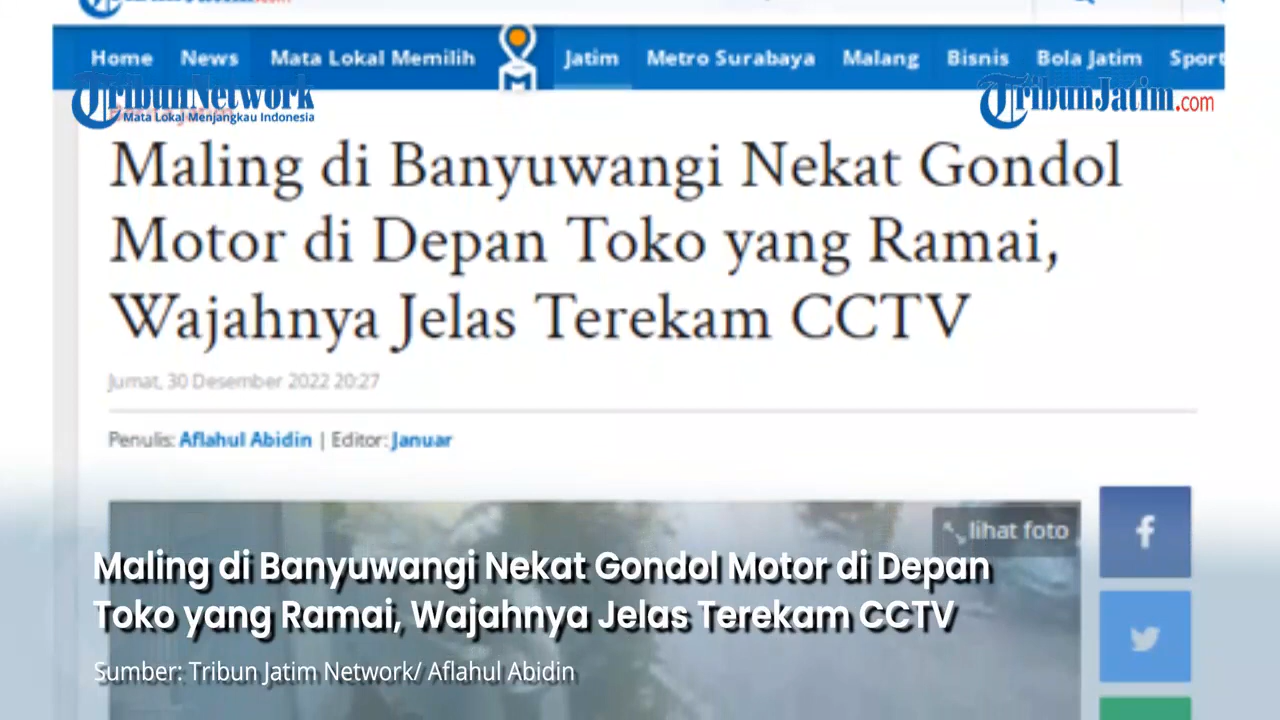 Home News Mata Lokal Memilih Jatim Metro Surabaya Malang Bisnis Bola Jatim Sport
TribunNetwork
Mata Lokal Menjangkau Indonesia
TribunJatim.com
Maling di Banyuwangi Nekat Gondol
Motor di Depan Toko yang Ramai,
Wajahnya Jelas Terekam CCTV
Jumat, 30 Desember 2022 20:27
Penulis: Aflahul Abidin | Editor: Januar
lihat foto
Maling di Banyuwangi Nekat Gondol Motor di Depan
Toko yang Ramai, Wajahnya Jelas Terekam CCTV
Sumber: Tribun Jatim Network/ Aflahul Abidin